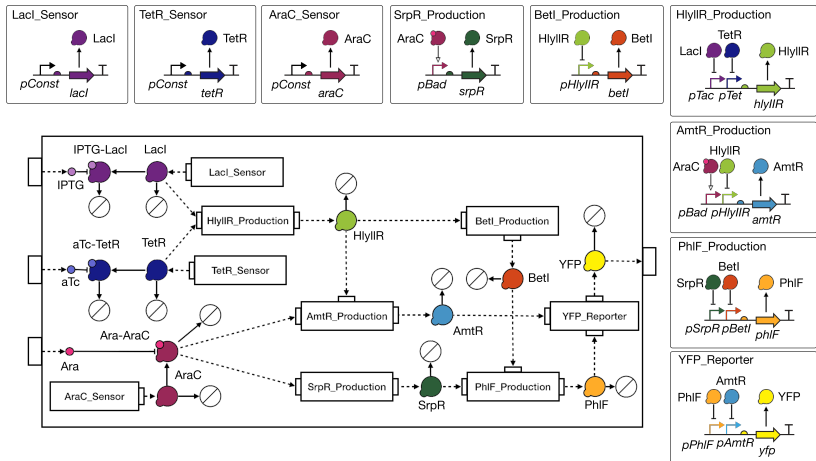 LacI_Sensor
LacI
pConst
lacI
TetR_Sensor
TetR
pConst
tetR
AraC_Sensor
AraC
pConst
araC
SrpR_Production
AraC
SrpR
pBad
srpR
BetI_Production
HlyIIR
BetI
pHlyIIR
betI
HlyIIR_Production
TetR
LacI
HlyIIR
pTac
pTet
hlyIIR
AmtR_Production
HlyIIR
AraC
AmtR
pBad
pHlyIIR
amtR
PhlF_Production
BetI
SrpR
PhlF
pSrpR
pBetI
phlF
YFP_Reporter
AmtR
PhlF
YFP
pPhlF
pAmtR
yfp
IPTG-LacI
LacI
IPTG
LacI_Sensor
HlyIIR_Production
HlyIIR
BetI_Production
aTc-TetR
TetR
aTc
TetR_Sensor
BetI
YFP
Ara-AraC
AmtR_Production
AmtR
YFP_Reporter
Ara
AraC
AraC_Sensor
SrpR_Production
SrpR
PhlF_Production
PhlF